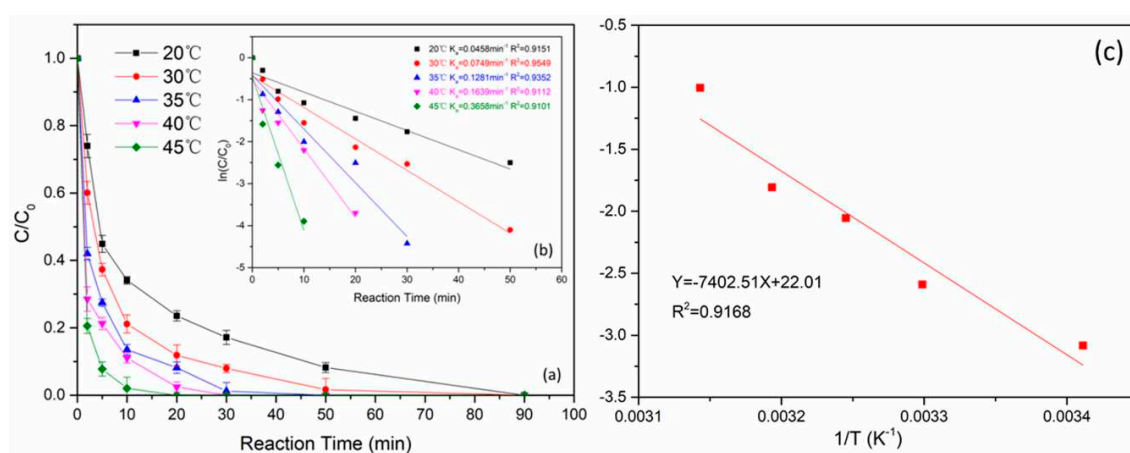 1.0
0.8
0.6
0.4
0.2
0.0
C/C0
20℃
30℃
35℃
40℃
45℃
0
-1
-2
-3
-4
-5
ln(C/C0)
20℃ Ka=0.0458min-1 R2=0.9151
30℃ Ka=0.0749min-1 R2=0.9549
35℃ Ka=0.1281min-1 R2=0.9352
40℃ Ka=0.1639min-1 R2=0.9112
45℃ Ka=0.3658min-1 R2=0.9101
(b)
0 10 20 30 40 50 60
Reaction Time (min)
(a)
0 10 20 30 40 50 60 70 80 90 100
Reaction Time (min)
-0.5
-1.0
-1.5
-2.0
-2.5
-3.0
-3.5
(c)
Y=-7402.51X+22.01
R2=0.9168
0.0031 0.0032 0.0033 0.0034
1/T (K-1)